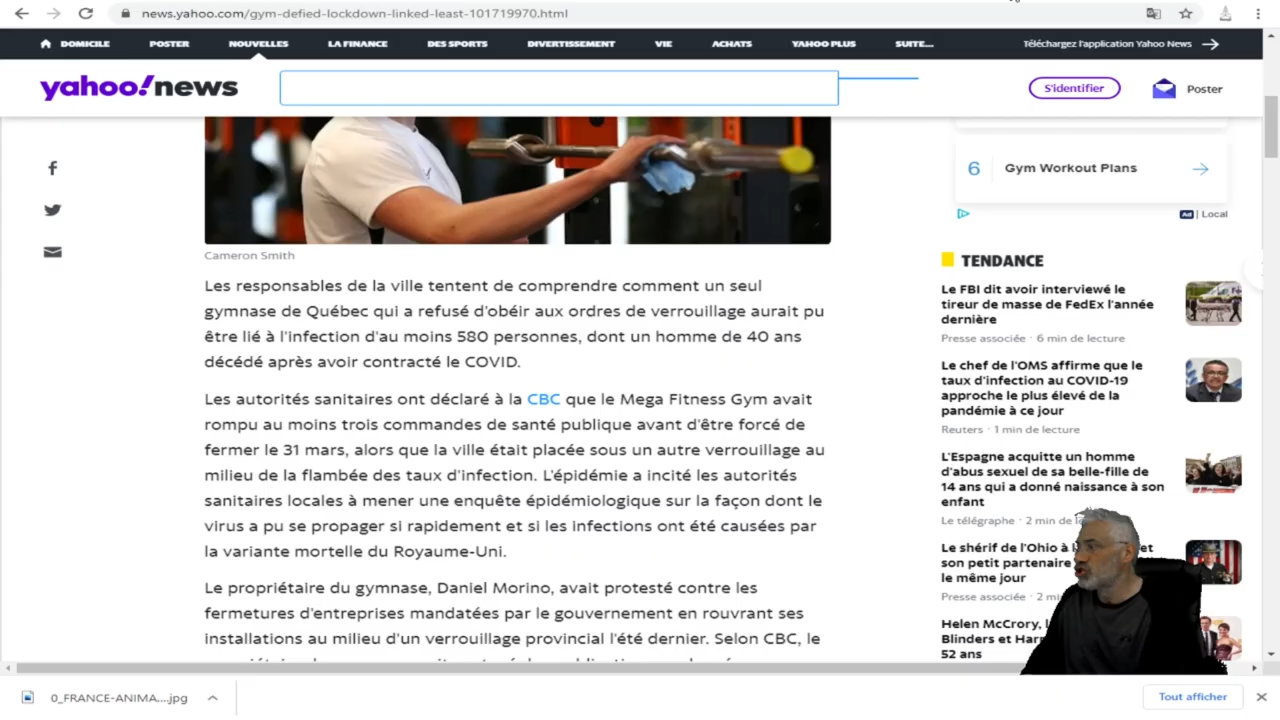 news.yahoo.com/gym-defied-lockdown-linked-least-101719970.html
DOMICILE POSTER NOUVELLES LA FINANCE DES SPORTS DIVERTISSEMENT VIE ACHATS YAHOO PLUS SUITE... Téléchargez l'application Yahoo News
yahoo!news
S'identifier
Poster
6 Gym Workout Plans
Ad | Local
Cameron Smith
Les responsables de la ville tentent de comprendre comment un seul
gymnase de Québec qui a refusé d'obéir aux ordres de verrouillage aurait pu
être lié à l'infection d'au moins 580 personnes, dont un homme de 40 ans
décédé après avoir contracté le COVID.
Les autorités sanitaires ont déclaré à la CBC que le Mega Fitness Gym avait
rompu au moins trois commandes de santé publique avant d'être forcé de
fermer le 31 mars, alors que la ville était placée sous un autre verrouillage au
milieu de la flambée des taux d'infection. L'épidémie a incité les autorités
sanitaires locales à mener une enquête épidémiologique sur la façon dont le
virus a pu se propager si rapidement et si les infections ont été causées par
la variante mortelle du Royaume-Uni.
Le propriétaire du gymnase, Daniel Morino, avait protesté contre les
fermetures d'entreprises mandatées par le gouvernement en rouvrant ses
installations au milieu d'un verrouillage provincial l'été dernier. Selon CBC, le
TENDANCE
Le FBI dit avoir interviewé le
tireur de masse de FedEx l'année
dernière
Presse associée · 6 min de lecture
Le chef de l'OMS affirme que le
taux d'infection au COVID-19
approche le plus élevé de la
pandémie à ce jour
Reuters · 1 min de lecture
L'Espagne acquitte un homme
d'abus sexuel de sa belle-fille de
14 ans qui a donné naissance à son
enfant
Le télégraphe · 2 min de
Le shérif de l'Ohio à et
son petit partenaire
le même jour
Presse associée · 2 min
Helen McCrory,
Blinders et Har
52 ans
0_FRANCE-ANIMA....jpg
Tout afficher